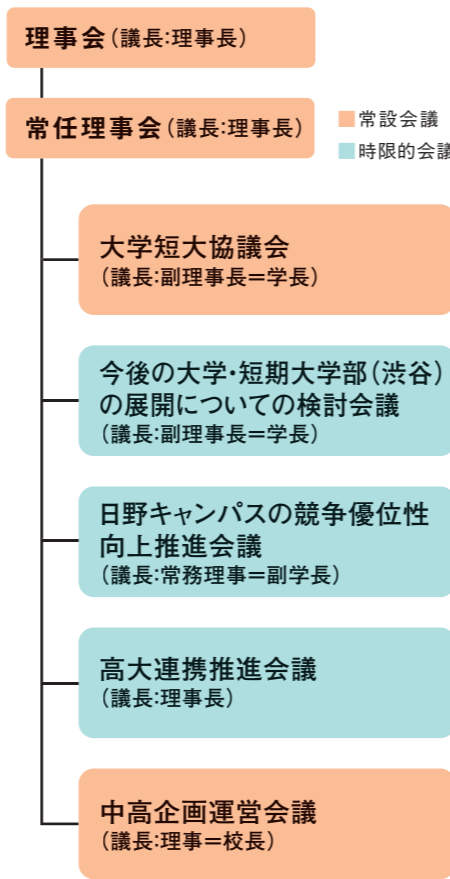 理事会(議長:理事長)
常任理事会(議長:理事長)
常設会議
時限的会議
大学短大協議会
(議長:副理事長=学長)
今後の大学・短期大学部(渋谷)
の展開についての検討会議
(議長:副理事長=学長)
日野キャンパスの競争優位性
向上推進会議
(議長:常務理事=副学長)
高大連携推進会議
(議長:理事長)
中高企画運営会議
(議長:理事=校長)